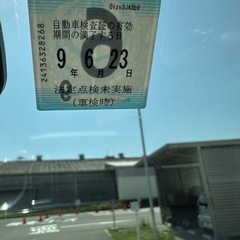 自動車検査証の有効
期間の満了する日
9 6 23
年 月 日
法定点検未実施
(車検時)
24136328268